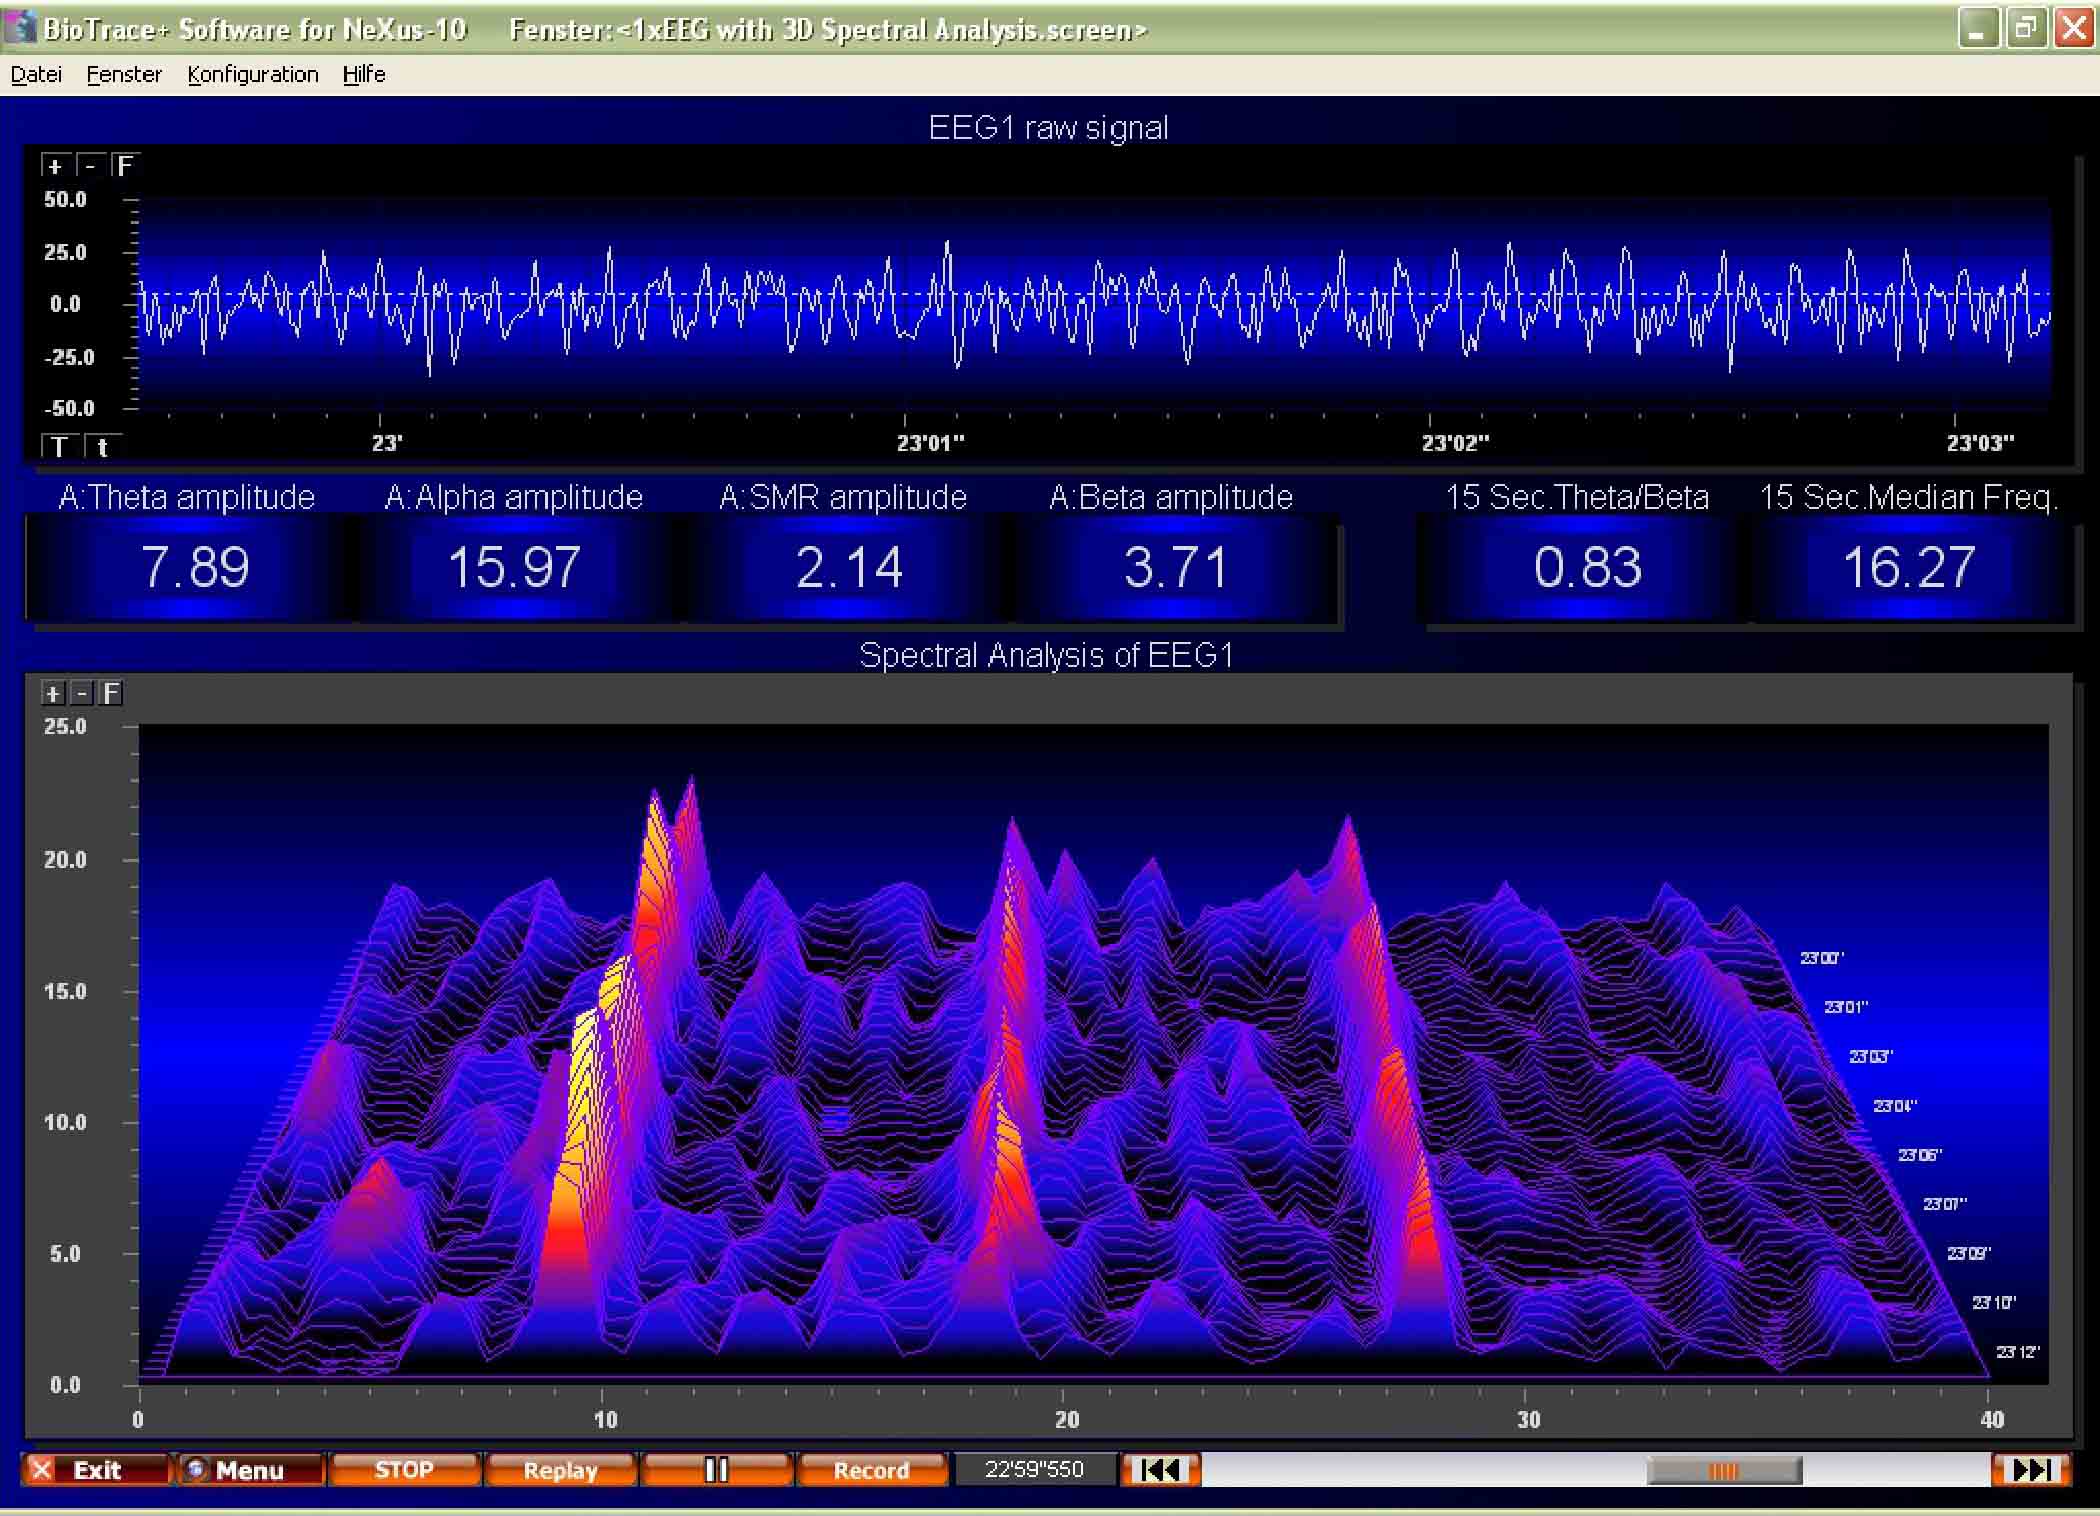 BioTrace+ Software for NeXus-10 Fenster:<1xEEG with 3D Spectral Analysis.screen>
Datei Fenster Konfiguration Hilfe
EEG1 raw signal
+ - F
50.0
25.0
0.0
-25.0
-50.0
T t
23' 23'01" 23'02" 23'03"
A:Theta amplitude A:Alpha amplitude A:SMR amplitude A:Beta amplitude 15 Sec.Theta/Beta 15 Sec.Median Freq.
7.89 15.97 2.14 3.71 0.83 16.27
Spectral Analysis of EEG1
+ - F
25.0
20.0
15.0
10.0
5.0
0.0
23'00"
23'01"
23'03"
23'04"
23'06"
23'07"
23'09"
23'10"
23'12"
0 10 20 30 40
Exit Menu STOP Replay Record 22'59"550